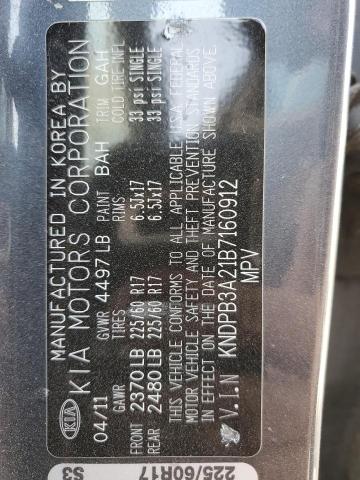 MANUFACTURED IN KOREA BY
KIA KIA MOTORS CORPORATION
04/11 GVWR 4497 LB PAINT BAH TRIM GAH
GAWR TIRES RIMS COLD TIRE INFL
FRONT 2370 LB 225/60 R17 6.5Jx17 33 psi SINGLE
REAR 2480 LB 225/60 R17 6.5Jx17 33 psi SINGLE
THIS VEHICLE CONFORMS TO ALL APPLICABLE U.S.A. FEDERAL
MOTOR VEHICLE SAFETY AND THEFT PREVENTION STANDARDS
IN EFFECT ON THE DATE OF MANUFACTURE SHOWN ABOVE.
V.I.N KNDPB3A21B7160912
MPV
225/60R17
S3